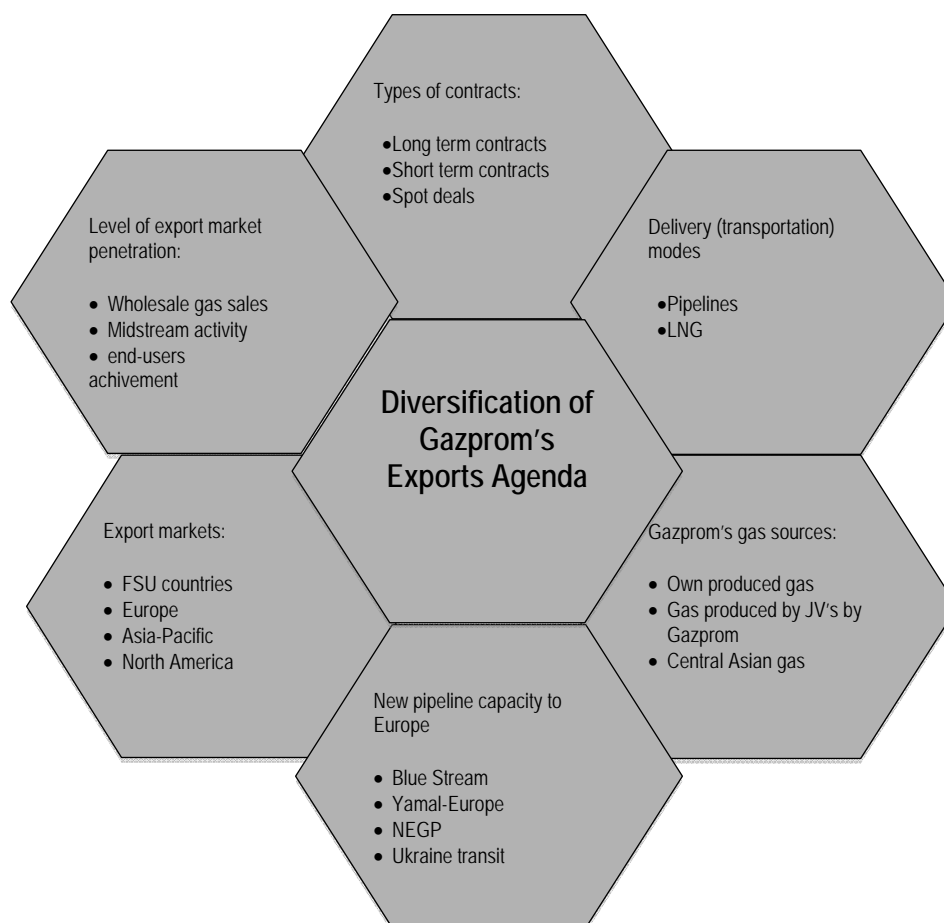 Types of contracts:
•Long term contracts
•Short term contracts
•Spot deals
Level of export market
penetration:
• Wholesale gas sales
• Midstream activity
• end-users
achivement
Delivery (transportation)
modes
•Pipelines
•LNG
Diversification of
Gazprom's
Exports Agenda
Export markets:
• FSU countries
• Europe
• Asia-Pacific
• North America
Gazprom's gas sources:
• Own produced gas
• Gas produced by JV's by
Gazprom
• Central Asian gas
New pipeline capacity to
Europe
• Blue Stream
• Yamal-Europe
• NEGP
• Ukraine transit